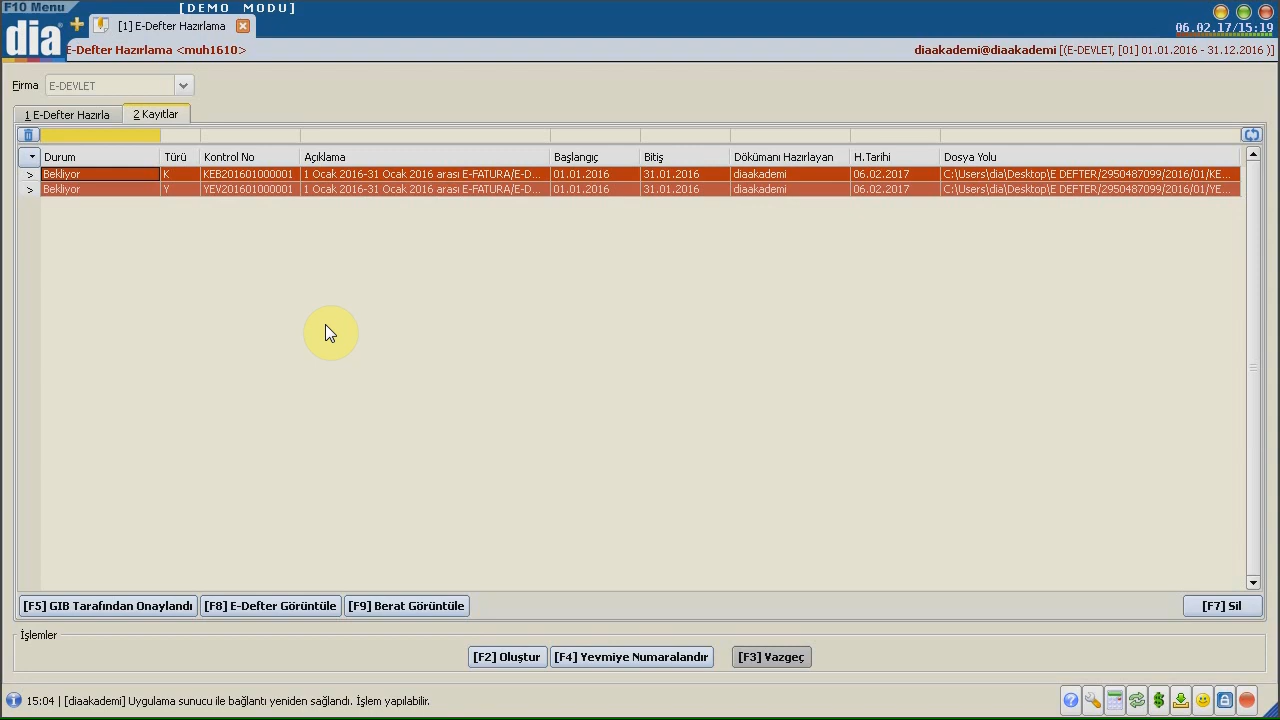 F10 Menu
[DEMO MODU]
dia
[1] E-Defter Hazırlama
06.02.17/15:19
E-Defter Hazırlama <muh1610>
diaakademi@diaakademi [(E-DEVLET, [01] 01.01.2016 - 31.12.2016 )]
Firma E-DEVLET
1 E-Defter Hazırla 2 Kayıtlar
Durum Türü Kontrol No Açıklama Başlangıç Bitiş Dökümanı Hazırlayan H.Tarihi Dosya Yolu
> Bekliyor K KEB201601000001 1 Ocak 2016-31 Ocak 2016 arası E-FATURA/E-D... 01.01.2016 31.01.2016 diaakademi 06.02.2017 C:\Users\dia\Desktop\E DEFTER/2950487099/2016/01/KE...
> Bekliyor Y YEV201601000001 1 Ocak 2016-31 Ocak 2016 arası E-FATURA/E-D... 01.01.2016 31.01.2016 diaakademi 06.02.2017 C:\Users\dia\Desktop\E DEFTER/2950487099/2016/01/YE...
[F5] GIB Tarafından Onaylandı [F8] E-Defter Görüntüle [F9] Berat Görüntüle [F7] Sil
İşlemler
[F2] Oluştur [F4] Yevmiye Numaralandır [F3] Vazgeç
15:04 | [diaakademi] Uygulama sunucu ile bağlantı yeniden sağlandı. İşlem yapılabilir.